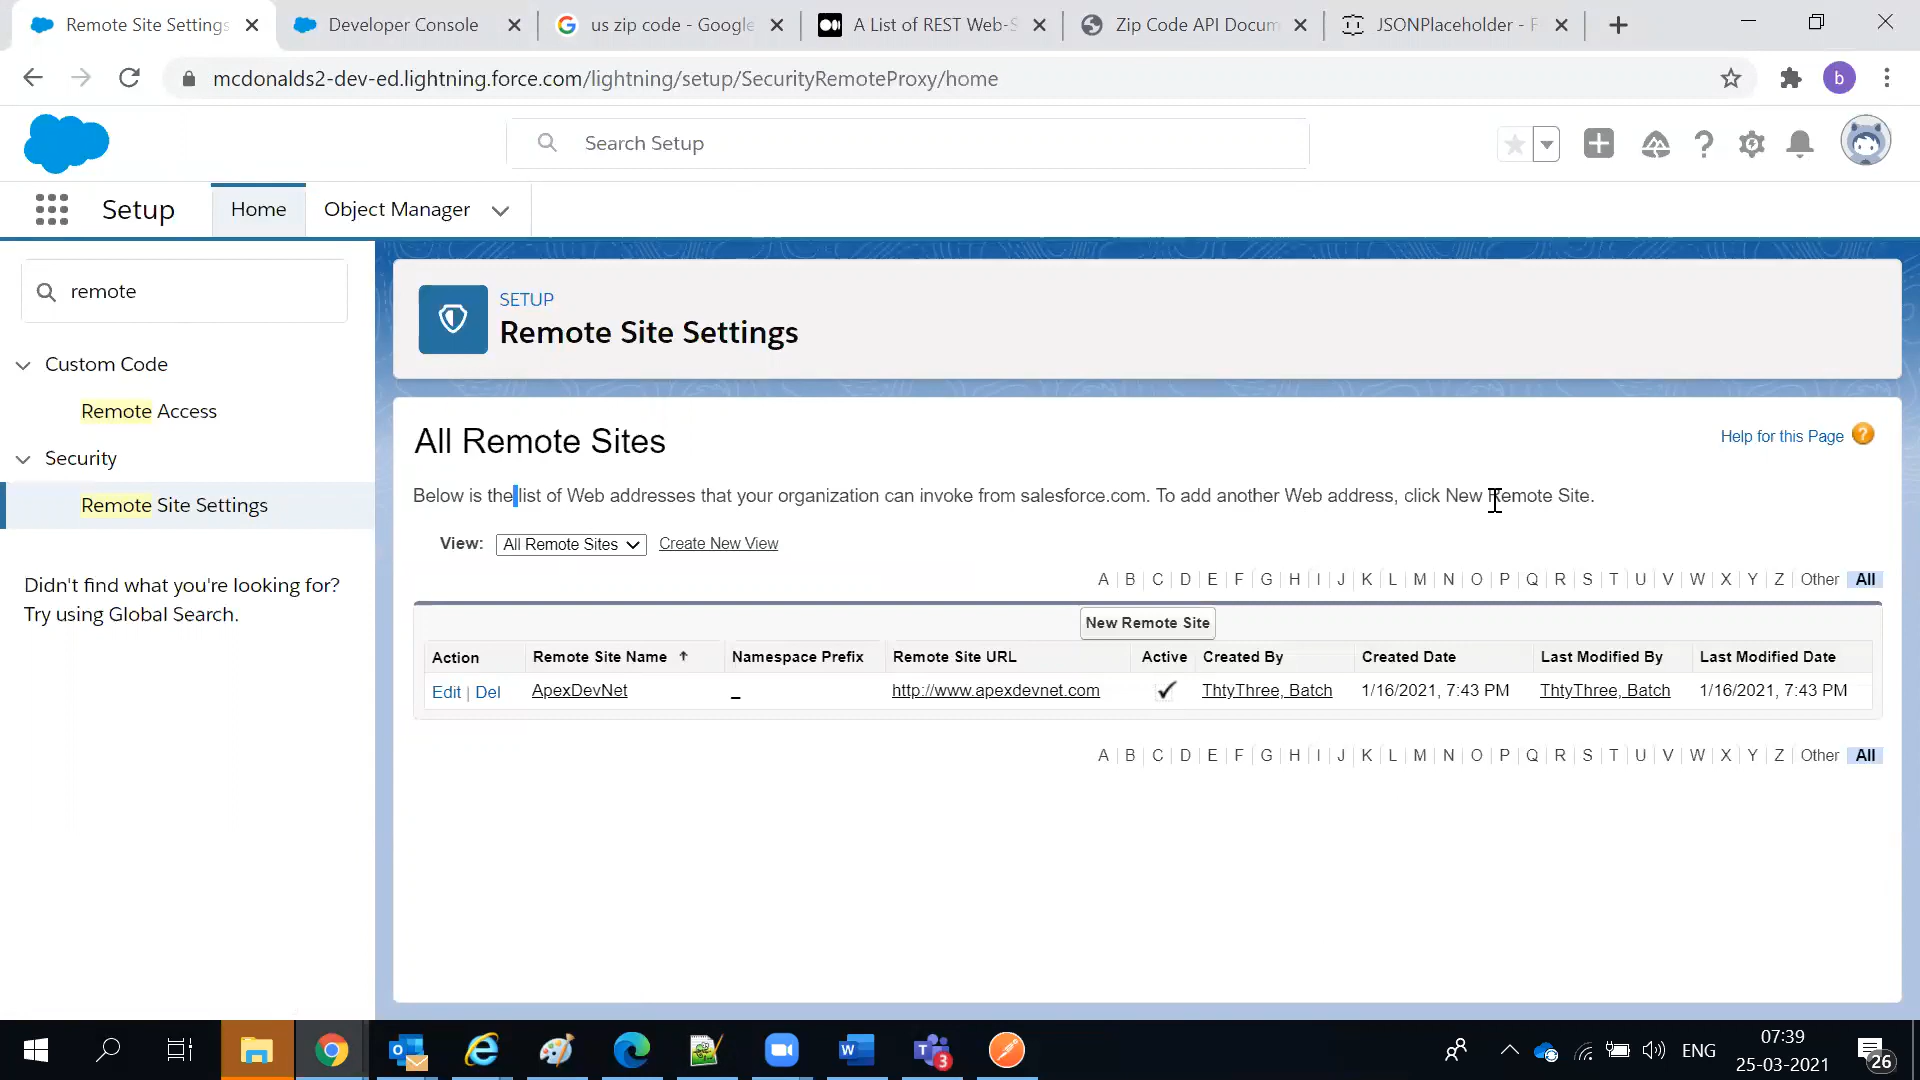 Remote Site Settings
Developer Console
us zip code - Google
A List of REST Web-S
Zip Code API Docum
JSONPlaceholder - F
mcdonalds2-dev-ed.lightning.force.com/lightning/setup/SecurityRemoteProxy/home
b
Search Setup
Setup
Home
Object Manager
remote
Custom Code
Remote Access
Security
Remote Site Settings
Didn't find what you're looking for?
Try using Global Search.
SETUP
Remote Site Settings
All Remote Sites
Help for this Page
Below is the list of Web addresses that your organization can invoke from salesforce.com. To add another Web address, click New Remote Site.
View: All Remote Sites Create New View
A | B | C | D | E | F | G | H | I | J | K | L | M | N | O | P | Q | R | S | T | U | V | W | X | Y | Z | Other All
New Remote Site
Action Remote Site Name Namespace Prefix Remote Site URL Active Created By Created Date Last Modified By Last Modified Date
Edit | Del ApexDevNet _ http://www.apexdevnet.com ThtyThree, Batch 1/16/2021, 7:43 PM ThtyThree, Batch 1/16/2021, 7:43 PM
A | B | C | D | E | F | G | H | I | J | K | L | M | N | O | P | Q | R | S | T | U | V | W | X | Y | Z | Other All
3
ENG
07:39
25-03-2021
26